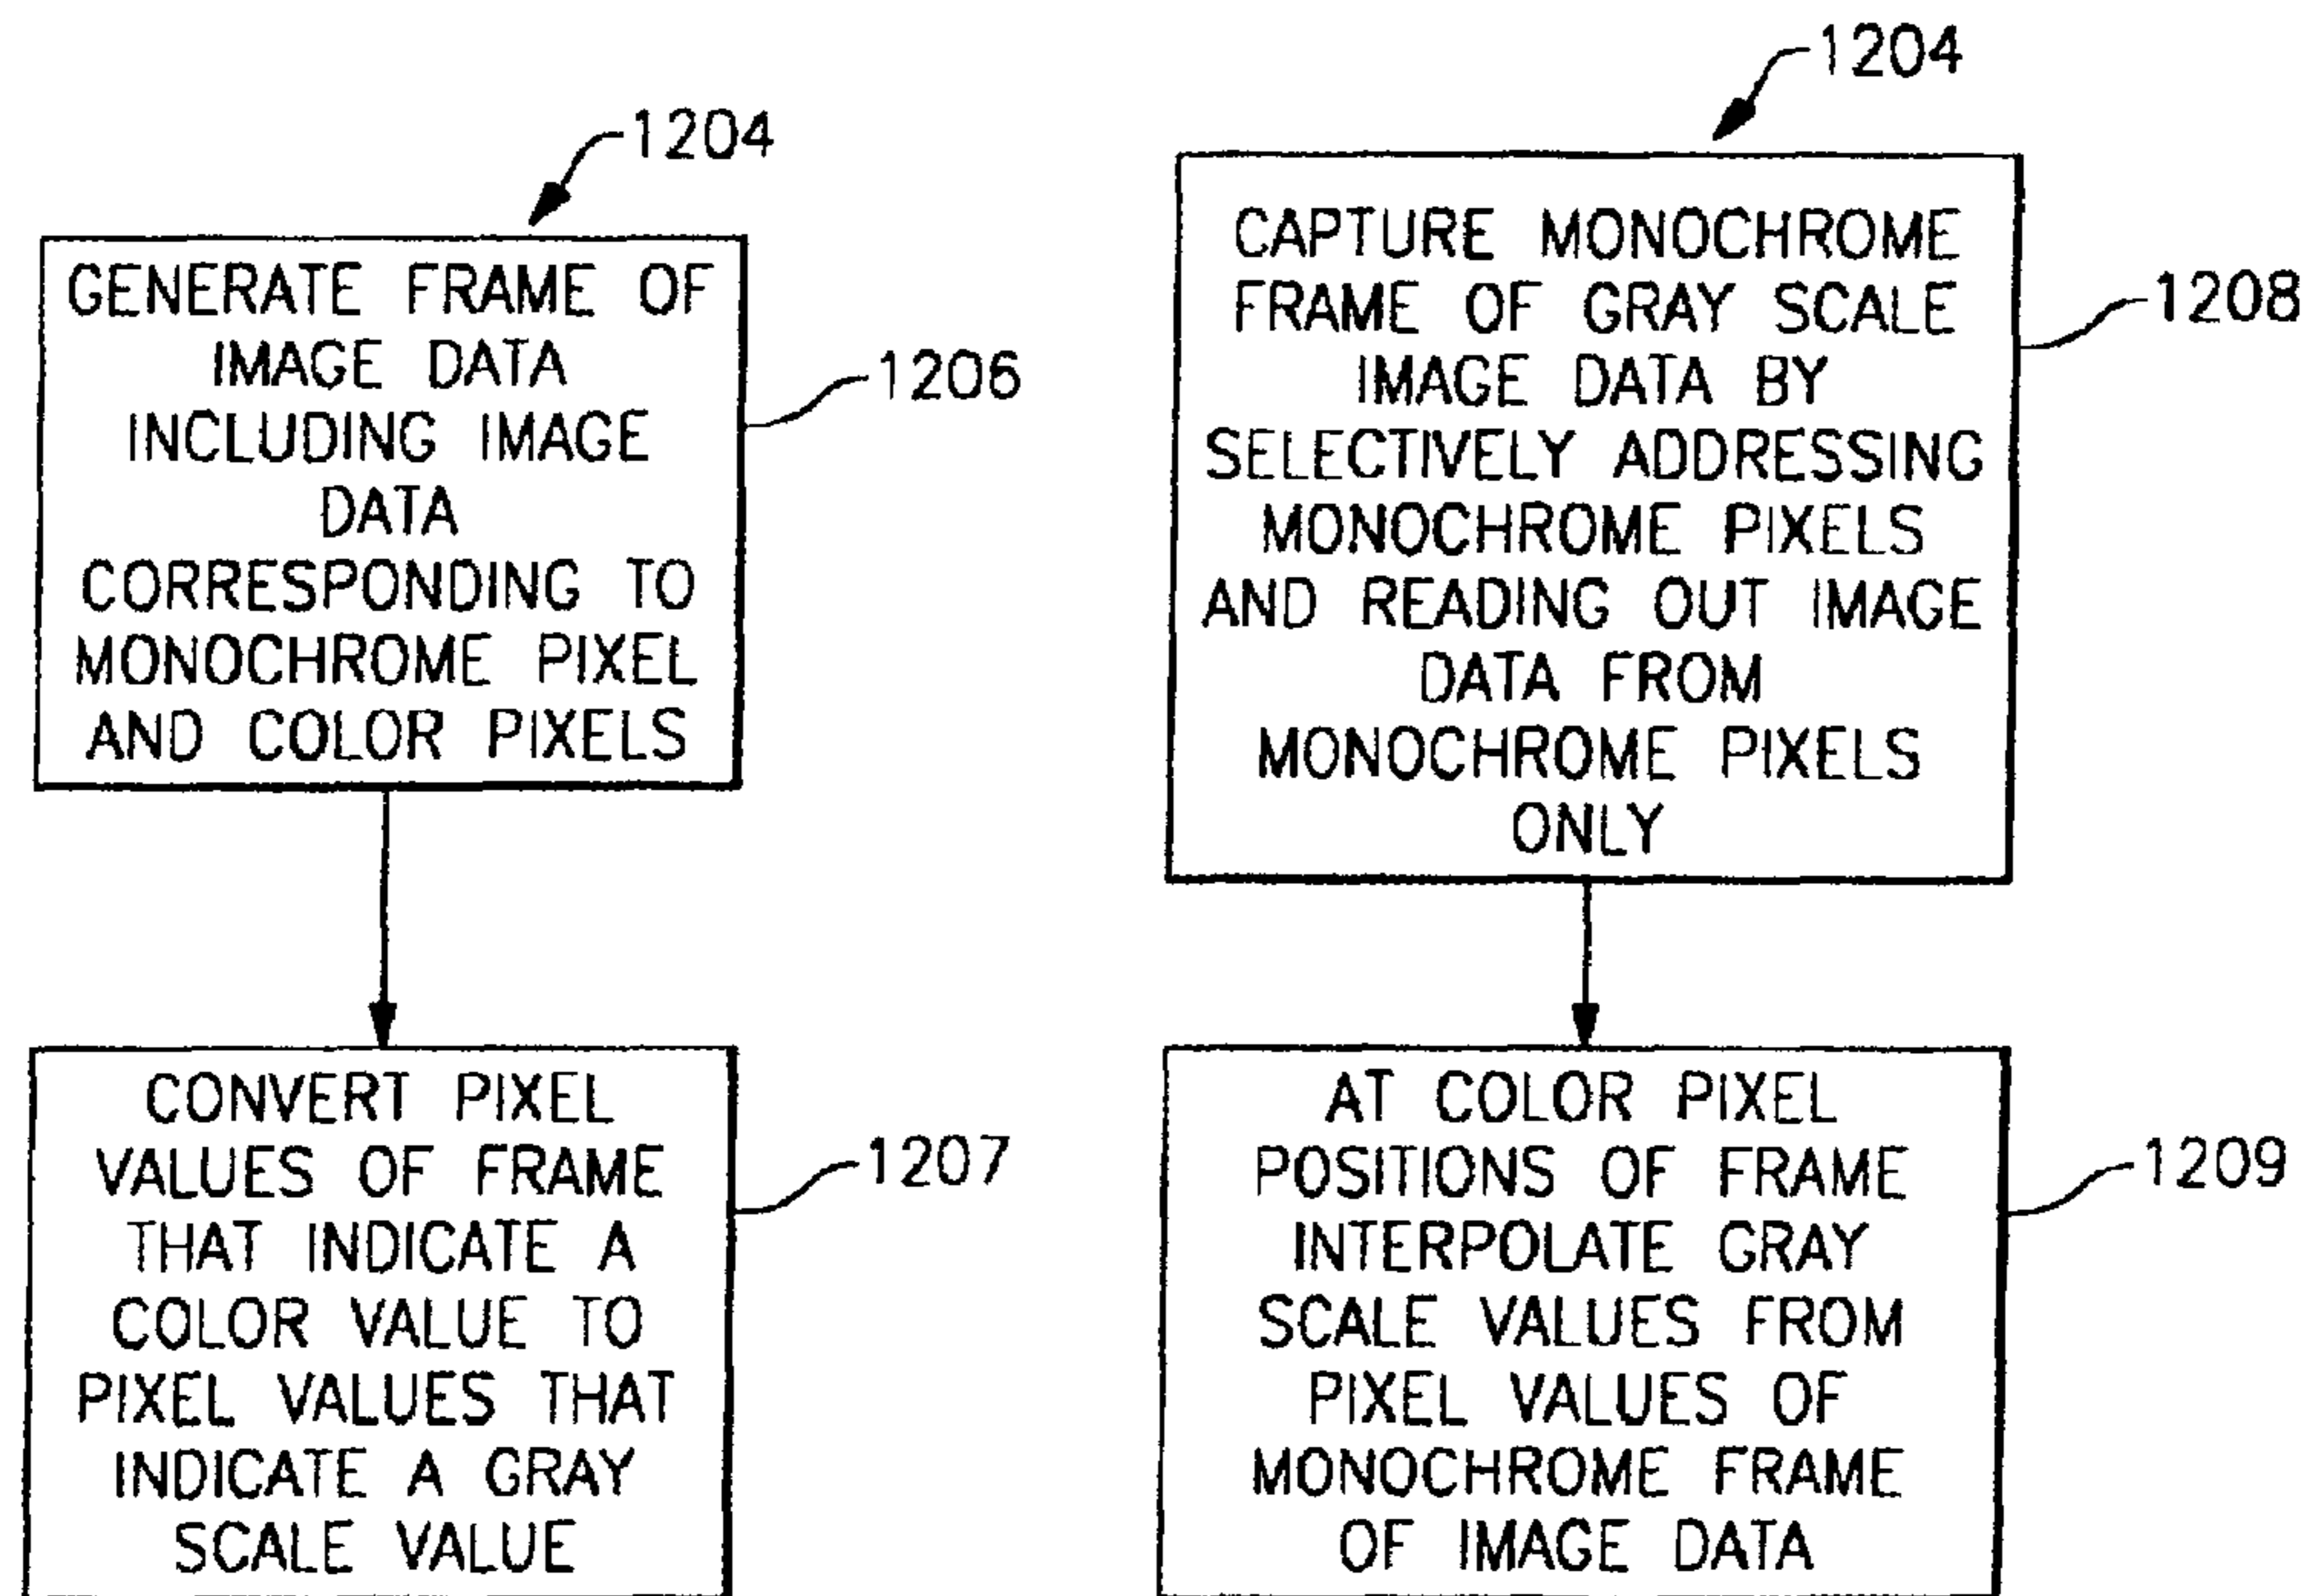 1204
GENERATE FRAME OF
IMAGE DATA
INCLUDING IMAGE
DATA
CORRESPONDING TO
MONOCHROME PIXEL
AND COLOR PIXELS
1206
CONVERT PIXEL
VALUES OF FRAME
THAT INDICATE A
COLOR VALUE TO
PIXEL VALUES THAT
INDICATE A GRAY
SCALE VALUE
1207
1204
CAPTURE MONOCHROME
FRAME OF GRAY SCALE
IMAGE DATA BY
SELECTIVELY ADDRESSING
MONOCHROME PIXELS
AND READING OUT IMAGE
DATA FROM
MONOCHROME PIXELS
ONLY
1208
AT COLOR PIXEL
POSITIONS OF FRAME
INTERPOLATE GRAY
SCALE VALUES FROM
PIXEL VALUES OF
MONOCHROME FRAME
OF IMAGE DATA
1209